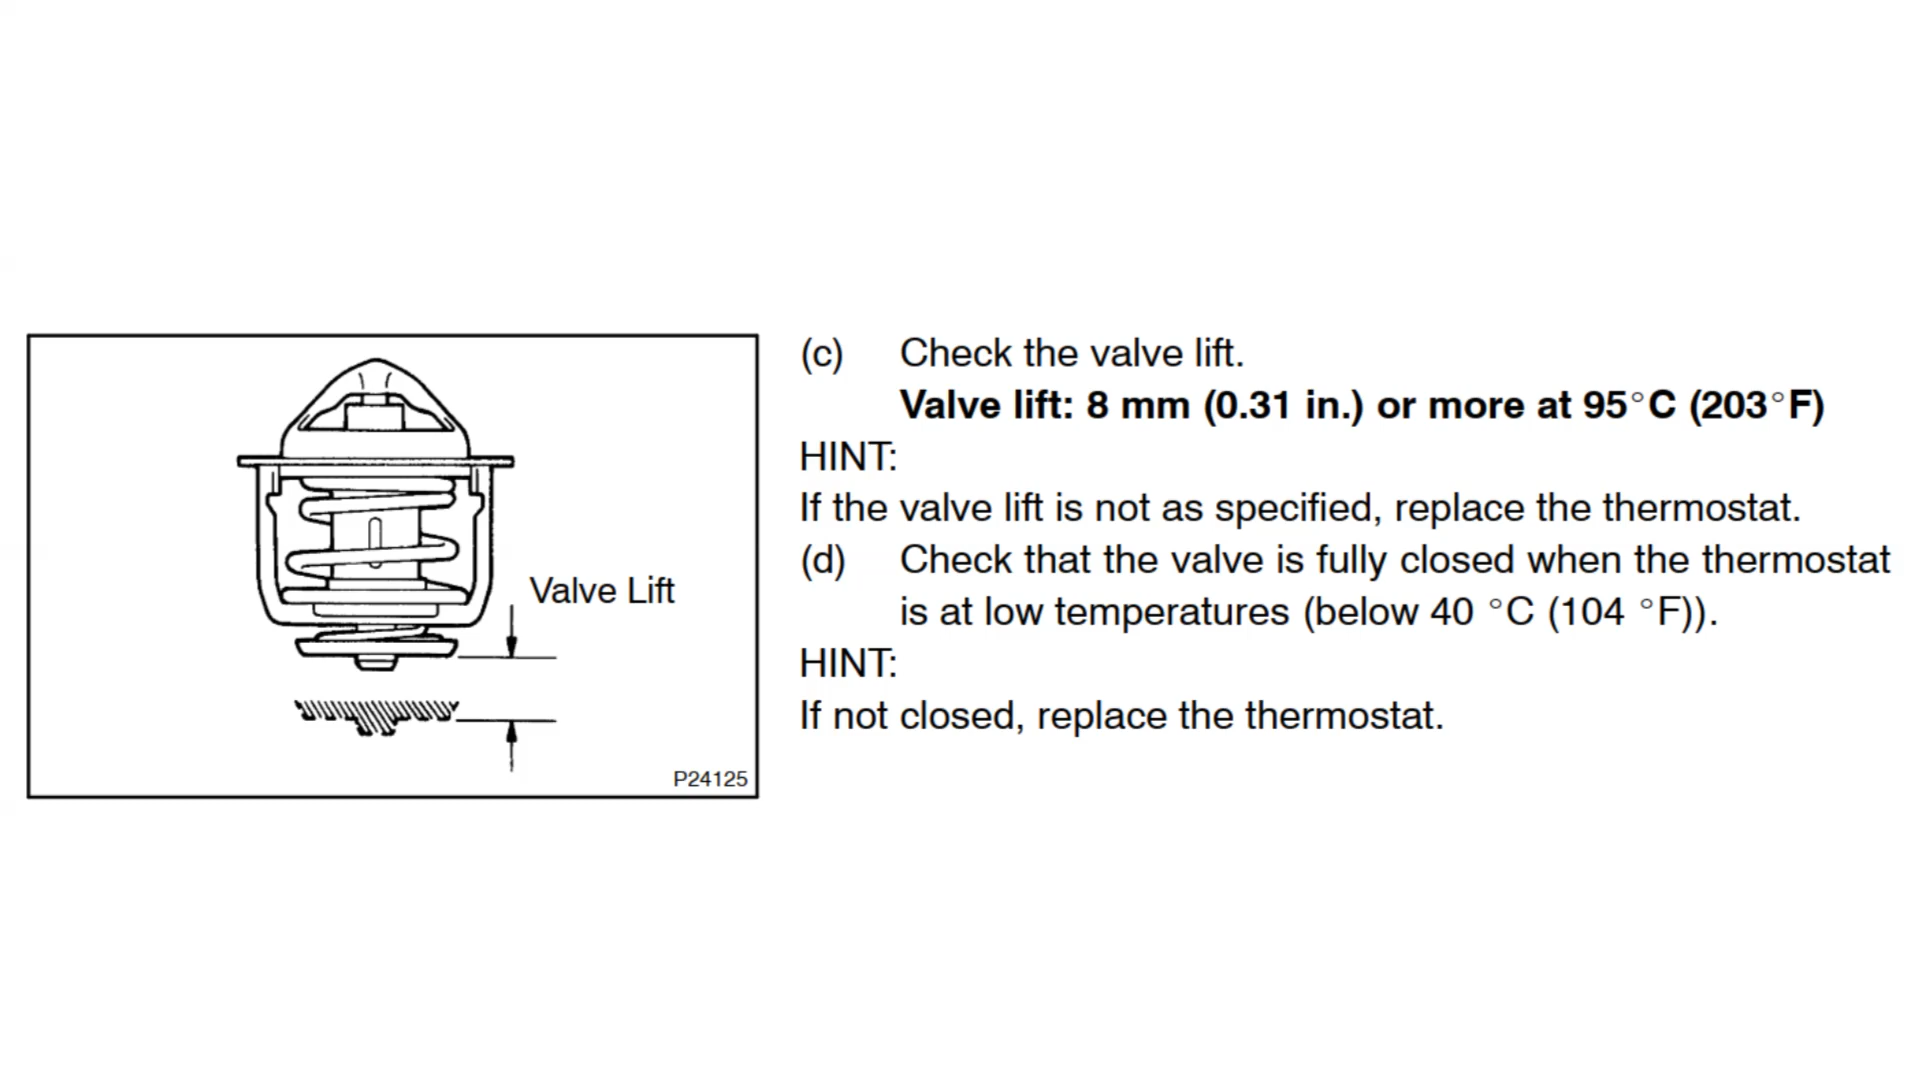 Valve Lift
P24125
(c) Check the valve lift.
Valve lift: 8 mm (0.31 in.) or more at 95°C (203°F)
HINT:
If the valve lift is not as specified, replace the thermostat.
(d) Check that the valve is fully closed when the thermostat
is at low temperatures (below 40 °C (104 °F)).
HINT:
If not closed, replace the thermostat.